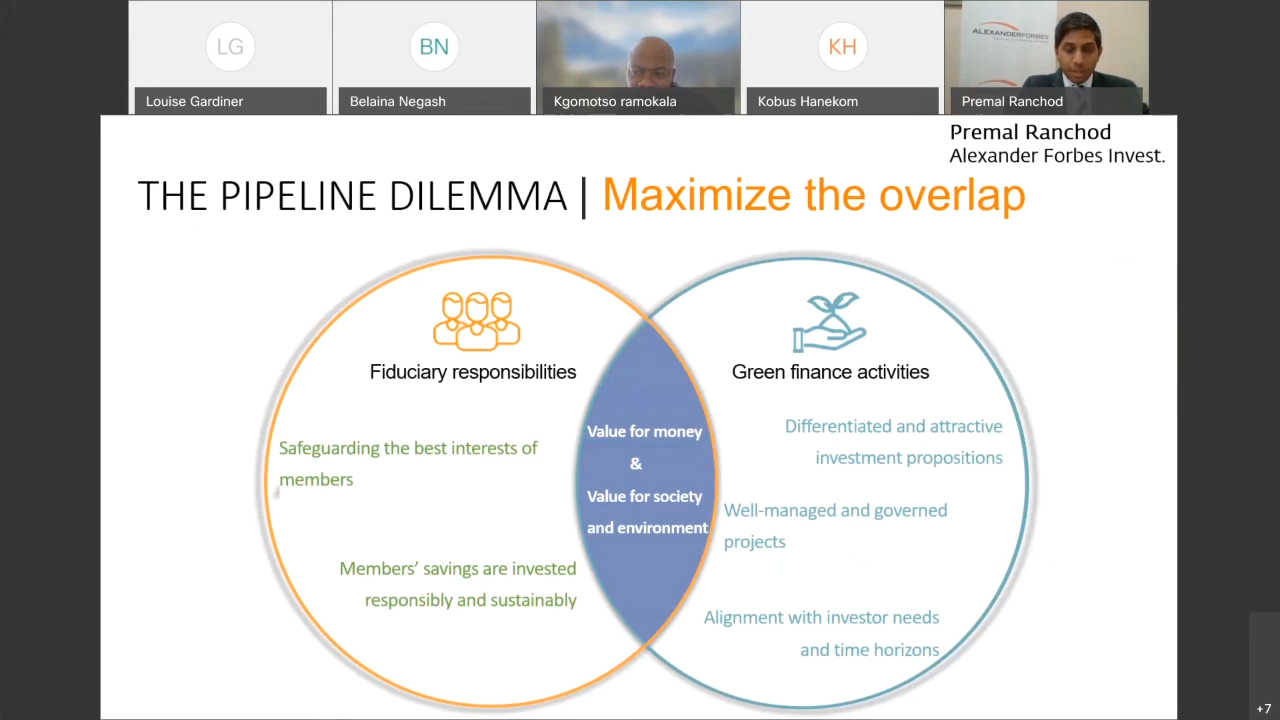 LG
BN
KH
ALEXANDERFORBES
Louise Gardiner
Belaina Negash
Kgomotso ramokala
Kobus Hanekom
Premal Ranchod
Premal Ranchod
Alexander Forbes Invest.
THE PIPELINE DILEMMA | Maximize the overlap
Fiduciary responsibilities
Safeguarding the best interests of
members
Members' savings are invested
responsibly and sustainably
Value for money
&
Value for society
and environment
Green finance activities
Differentiated and attractive
investment propositions
Well-managed and governed
projects
Alignment with investor needs
and time horizons
+7